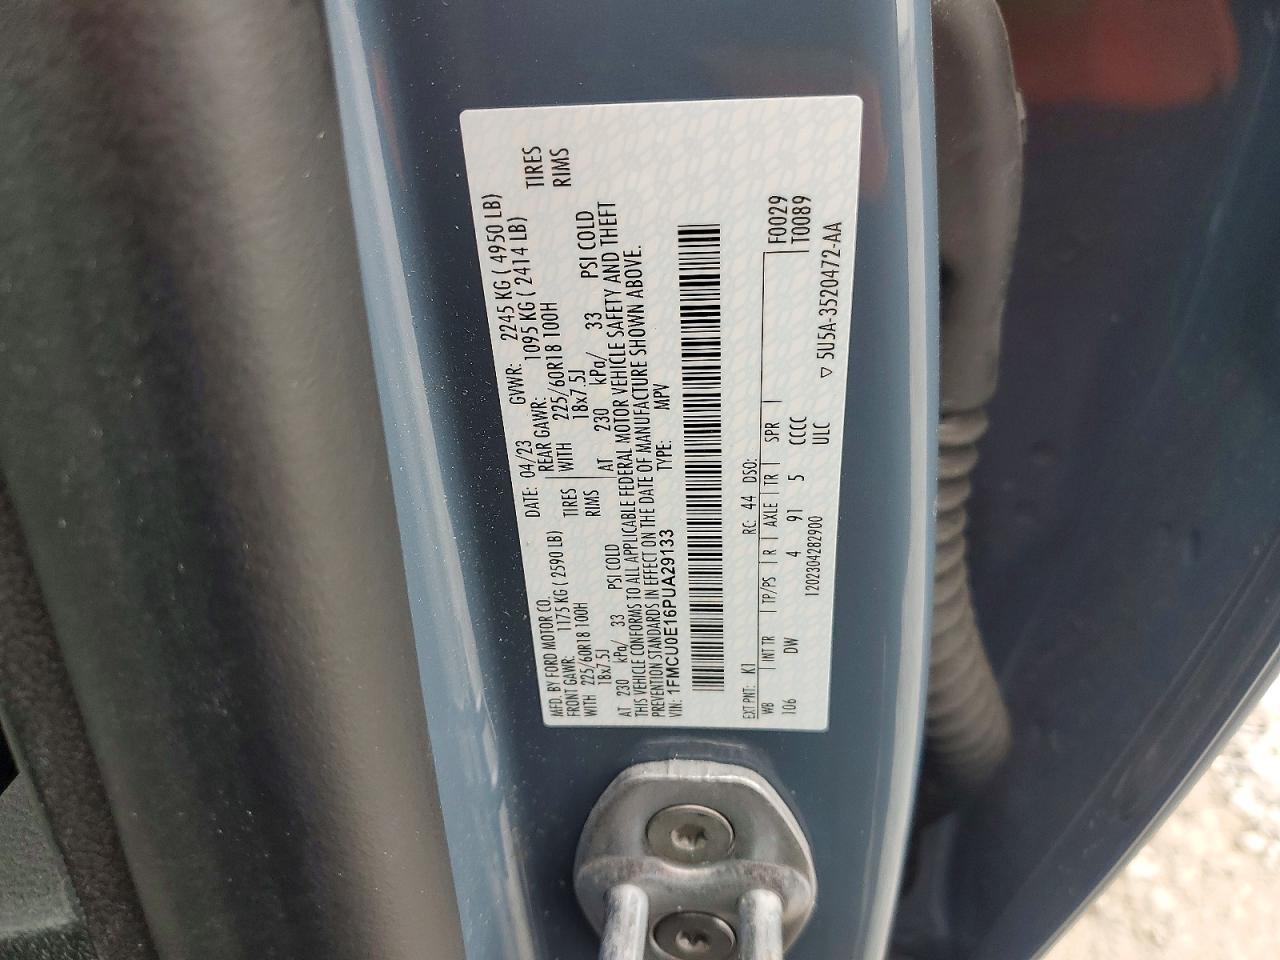 MFD. BY FORD MOTOR CO.
DATE: 04/23
GVWR: 2245 KG ( 4950 LB)
FRONT GAWR: 1175 KG ( 2590 LB)
REAR GAWR: 1095 KG ( 2414 LB)
WITH 225/60R18 100H TIRES
WITH 225/60R18 100H TIRES
18x7.5J RIMS
18x7.5J RIMS
AT 230 kPa/ 33 PSI COLD
AT 230 kPa/ 33 PSI COLD
THIS VEHICLE CONFORMS TO ALL APPLICABLE FEDERAL MOTOR VEHICLE SAFETY AND THEFT
PREVENTION STANDARDS IN EFFECT ON THE DATE OF MANUFACTURE SHOWN ABOVE.
VIN: 1FMCU0E16PUA29133
TYPE: MPV
EXT PNT: K1 RC: 44 DSO: F0029
WB INT TR TP/PS R AXLE TR SPR T0089
106 DW 4 91 5 CCCC
1202304282900 ULC
▽ 5U5A-3520472-AA